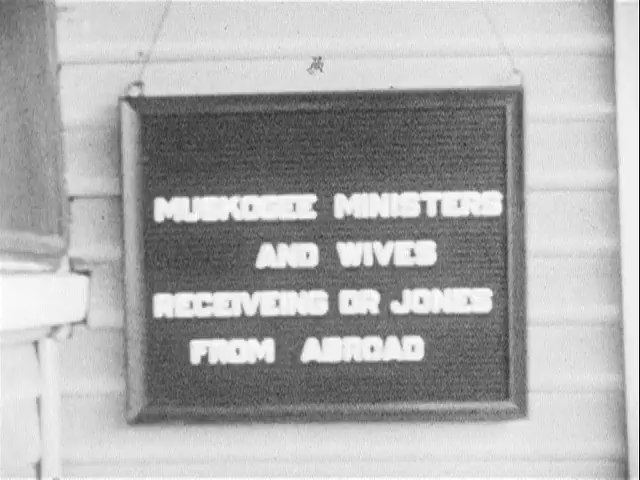 MUSKOGEE MINISTERS
AND WIVES
RECEIVEING DR JONES
FROM ABROAD